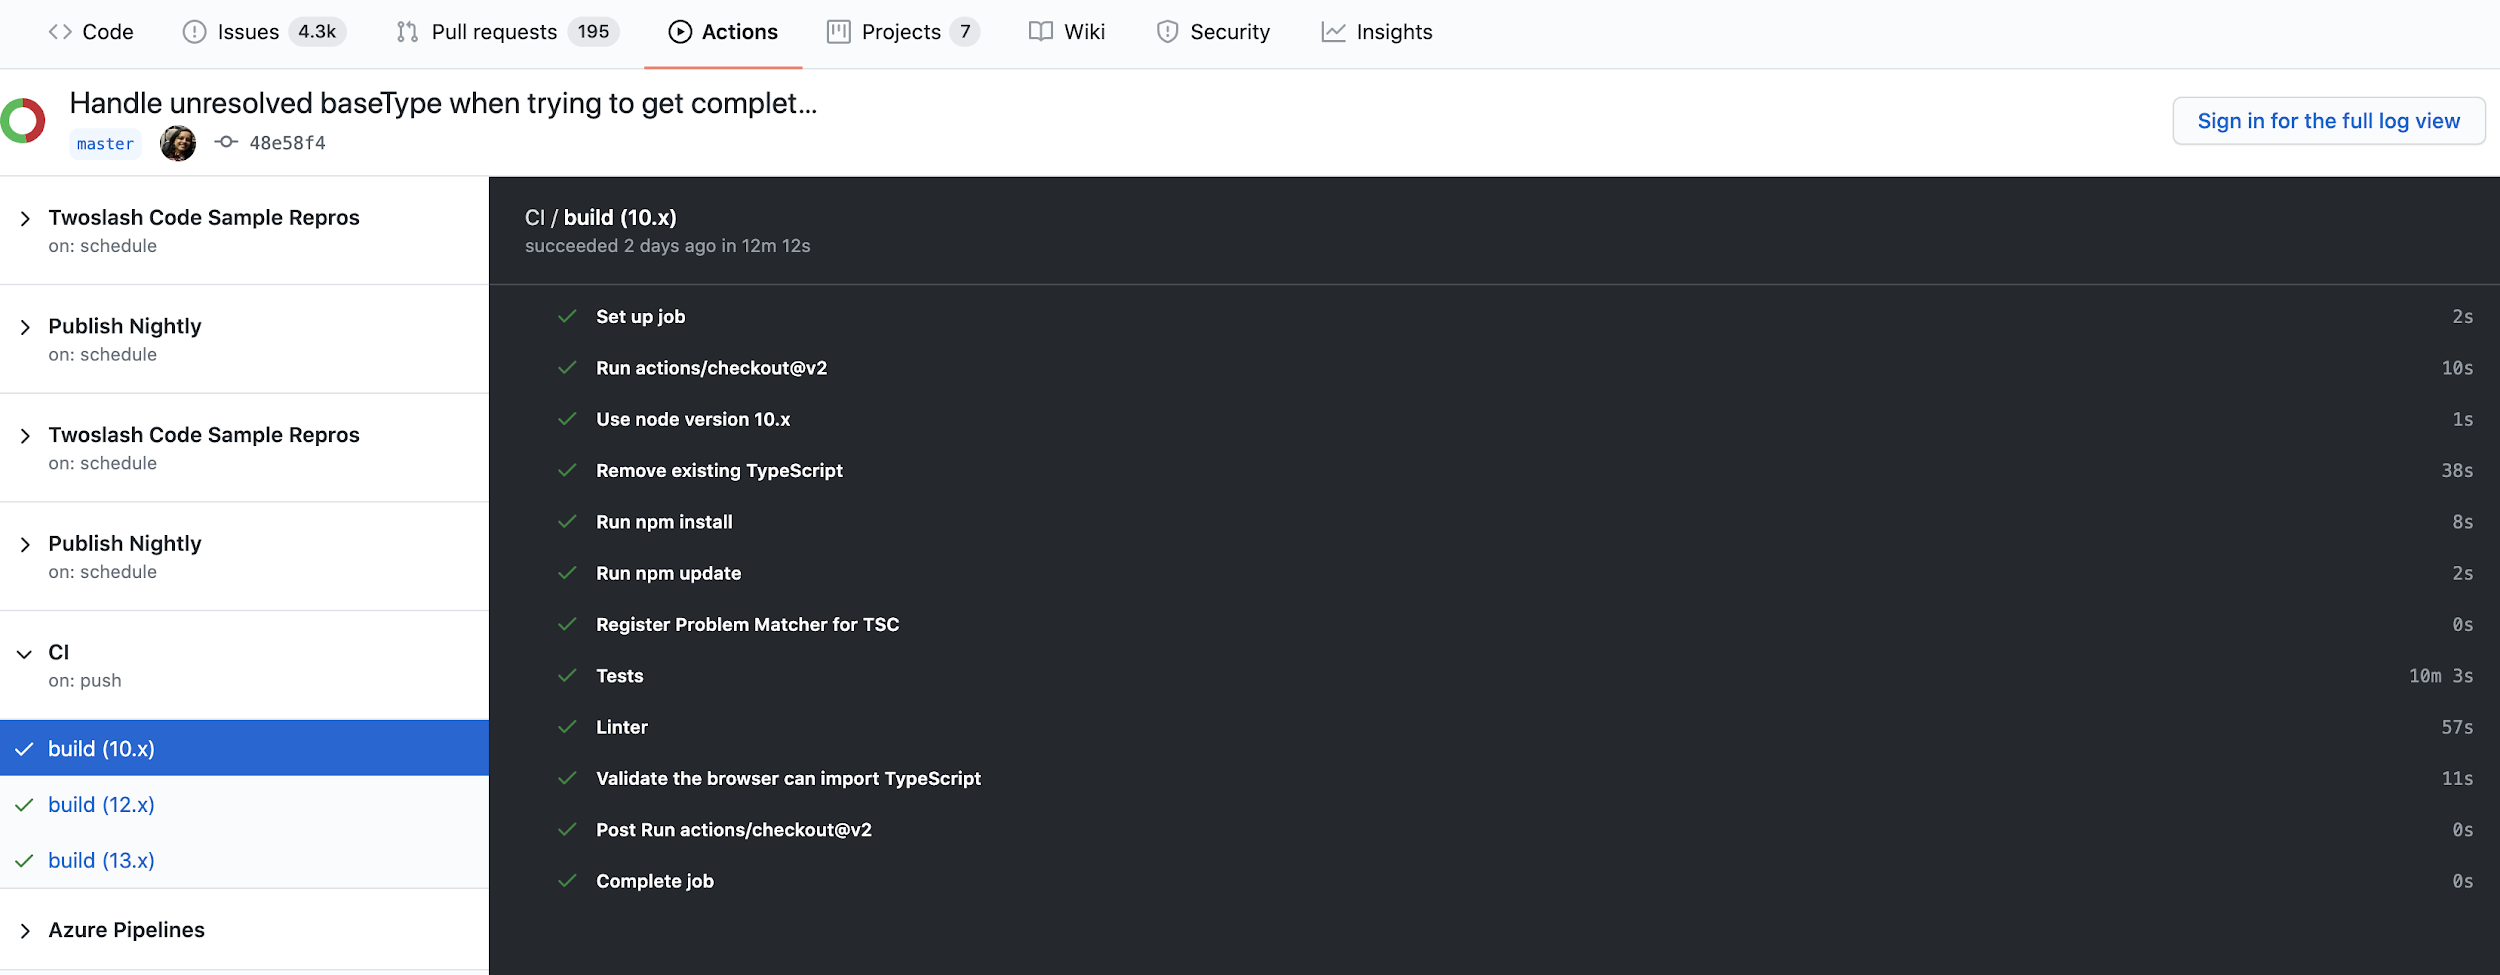 Code Issues 4.3k Pull requests 195 Actions Projects 7 Wiki Security Insights
Handle unresolved baseType when trying to get complet...
master 48e58f4
Sign in for the full log view
Twoslash Code Sample Repros
on: schedule
Publish Nightly
on: schedule
Twoslash Code Sample Repros
on: schedule
Publish Nightly
on: schedule
CI
on: push
build (10.x)
build (12.x)
build (13.x)
Azure Pipelines
CI / build (10.x)
succeeded 2 days ago in 12m 12s
Set up job 2s
Run actions/checkout@v2 10s
Use node version 10.x 1s
Remove existing TypeScript 38s
Run npm install 8s
Run npm update 2s
Register Problem Matcher for TSC 0s
Tests 10m 3s
Linter 57s
Validate the browser can import TypeScript 11s
Post Run actions/checkout@v2 0s
Complete job 0s